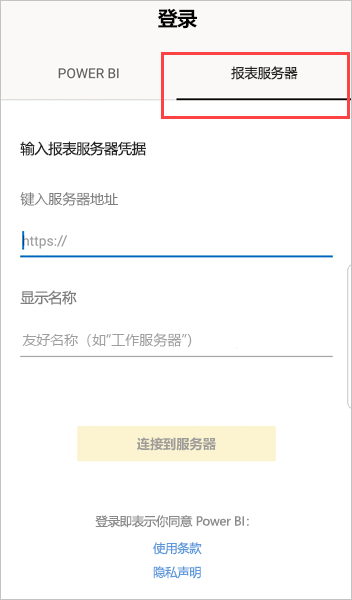 登录
POWER BI
报表服务器
输入报表服务器凭据
键入服务器地址
https://
显示名称
友好名称（如“工作服务器”）
连接到服务器
登录即表示你同意 Power BI：
使用条款
隐私声明